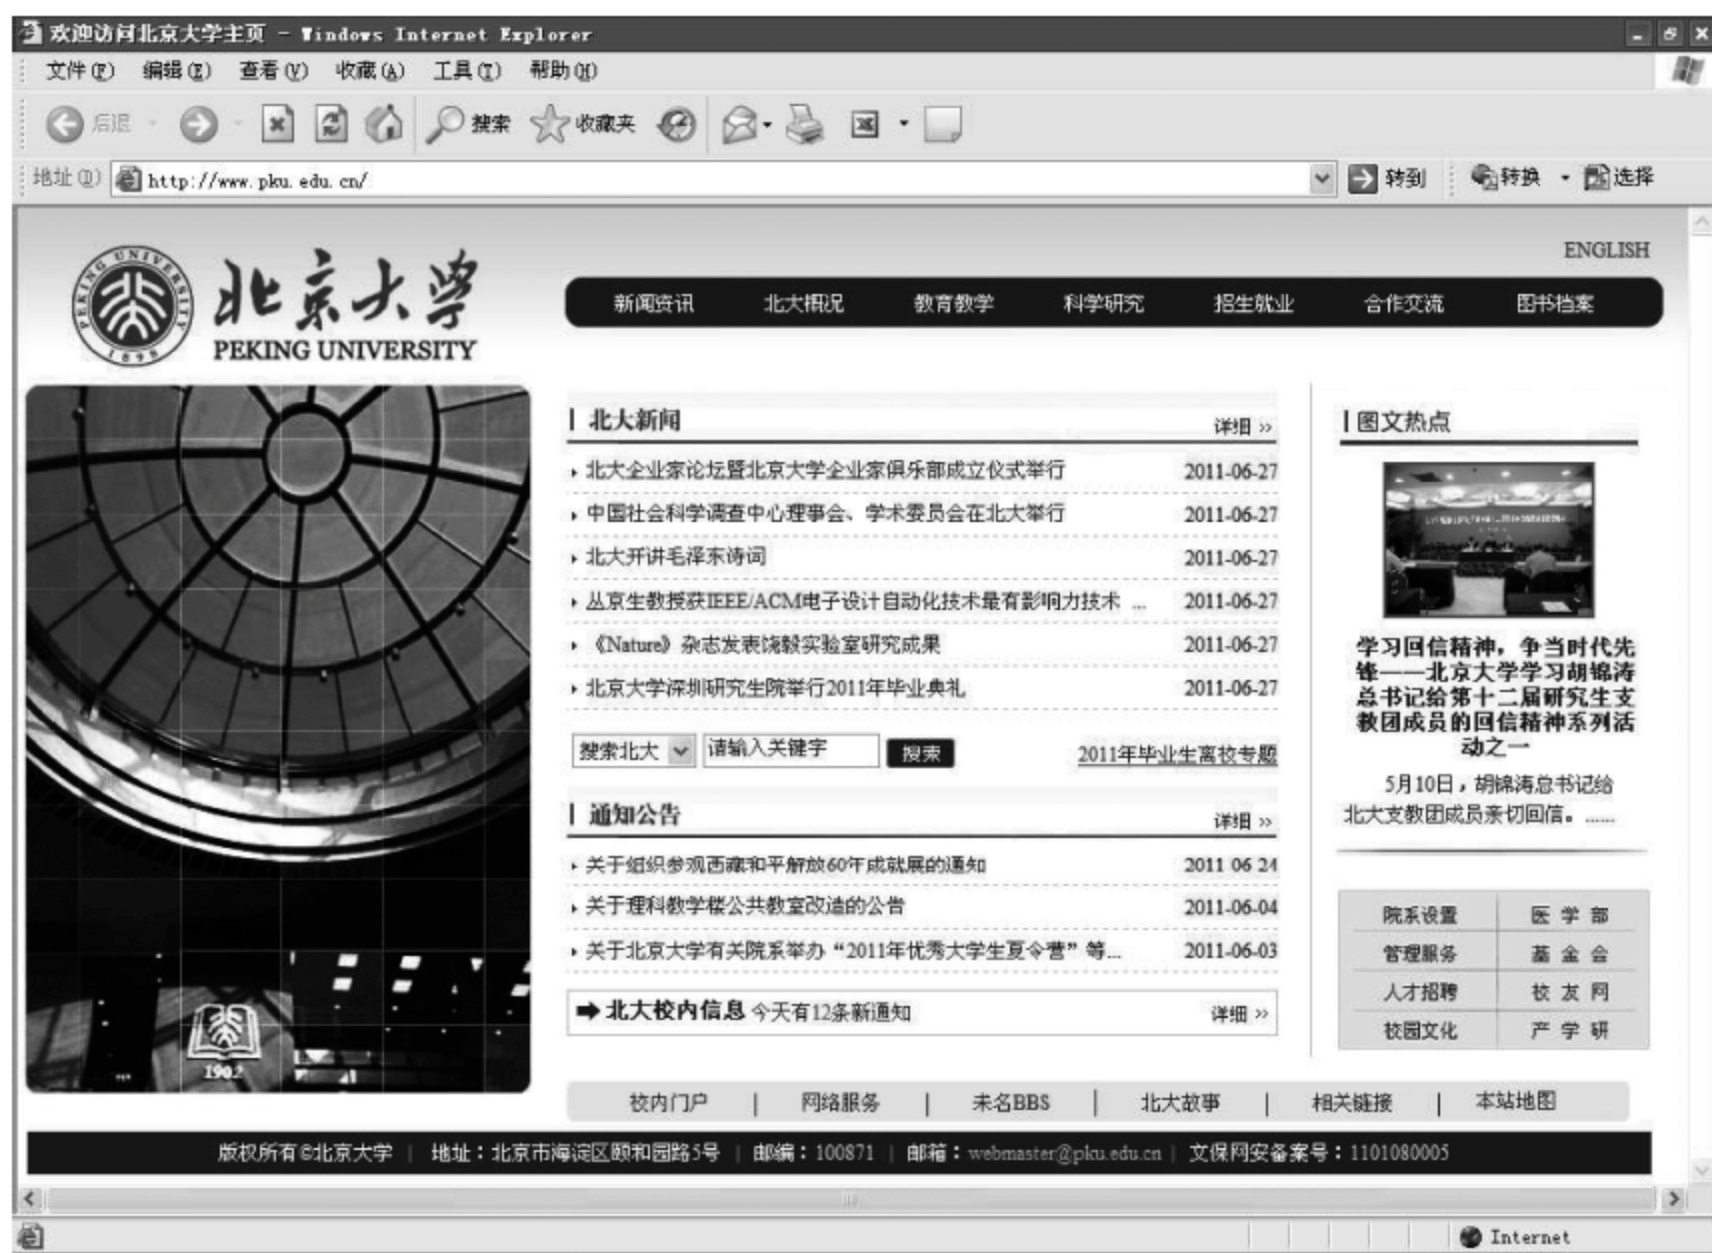 欢迎访问北京大学主页 - Windows Internet Explorer
文件(F) 编辑(E) 查看(V) 收藏(A) 工具(T) 帮助(H)
后退 搜索 收藏夹
地址(D) http://www.pku.edu.cn/ 转到 转换 选择
ENGLISH
PEKING UNIVERSITY
1898
北京大学
PEKING UNIVERSITY
新闻资讯 北大概况 教育教学 科学研究 招生就业 合作交流 图书档案
北大新闻 详细 »
北大企业家论坛暨北京大学企业家俱乐部成立仪式举行 2011-06-27
中国社会科学调查中心理事会、学术委员会在北大举行 2011-06-27
北大开讲毛泽东诗词 2011-06-27
丛京生教授获IEEE/ACM电子设计自动化技术最有影响力技术 ... 2011-06-27
《Nature》杂志发表饶毅实验室研究成果 2011-06-27
北京大学深圳研究生院举行2011年毕业典礼 2011-06-27
搜索北大 请输入关键字 搜索 2011年毕业生离校专题
通知公告 详细 »
关于组织参观西藏和平解放60年成就展的通知 2011 06 24
关于理科教学楼公共教室改造的公告 2011-06-04
关于北京大学有关院系举办“2011年优秀大学生夏令营”等... 2011-06-03
北大校内信息 今天有12条新通知 详细 »
图文热点
学习回信精神，争当时代先
锋——北京大学学习胡锦涛
总书记给第十二届研究生支
教团成员的回信精神系列活
动之一
5月10日，胡锦涛总书记给
北大支教团成员亲切回信。……
院系设置 医学部
管理服务 基金会
人才招聘 校友网
校园文化 产学研
1902
校内门户 | 网络服务 | 未名BBS | 北大故事 | 相关链接 | 本站地图
版权所有©北京大学 | 地址：北京市海淀区颐和园路5号 | 邮编：100871 | 邮箱：webmaster@pku.edu.cn | 文保网安备案号：1101080005
Internet